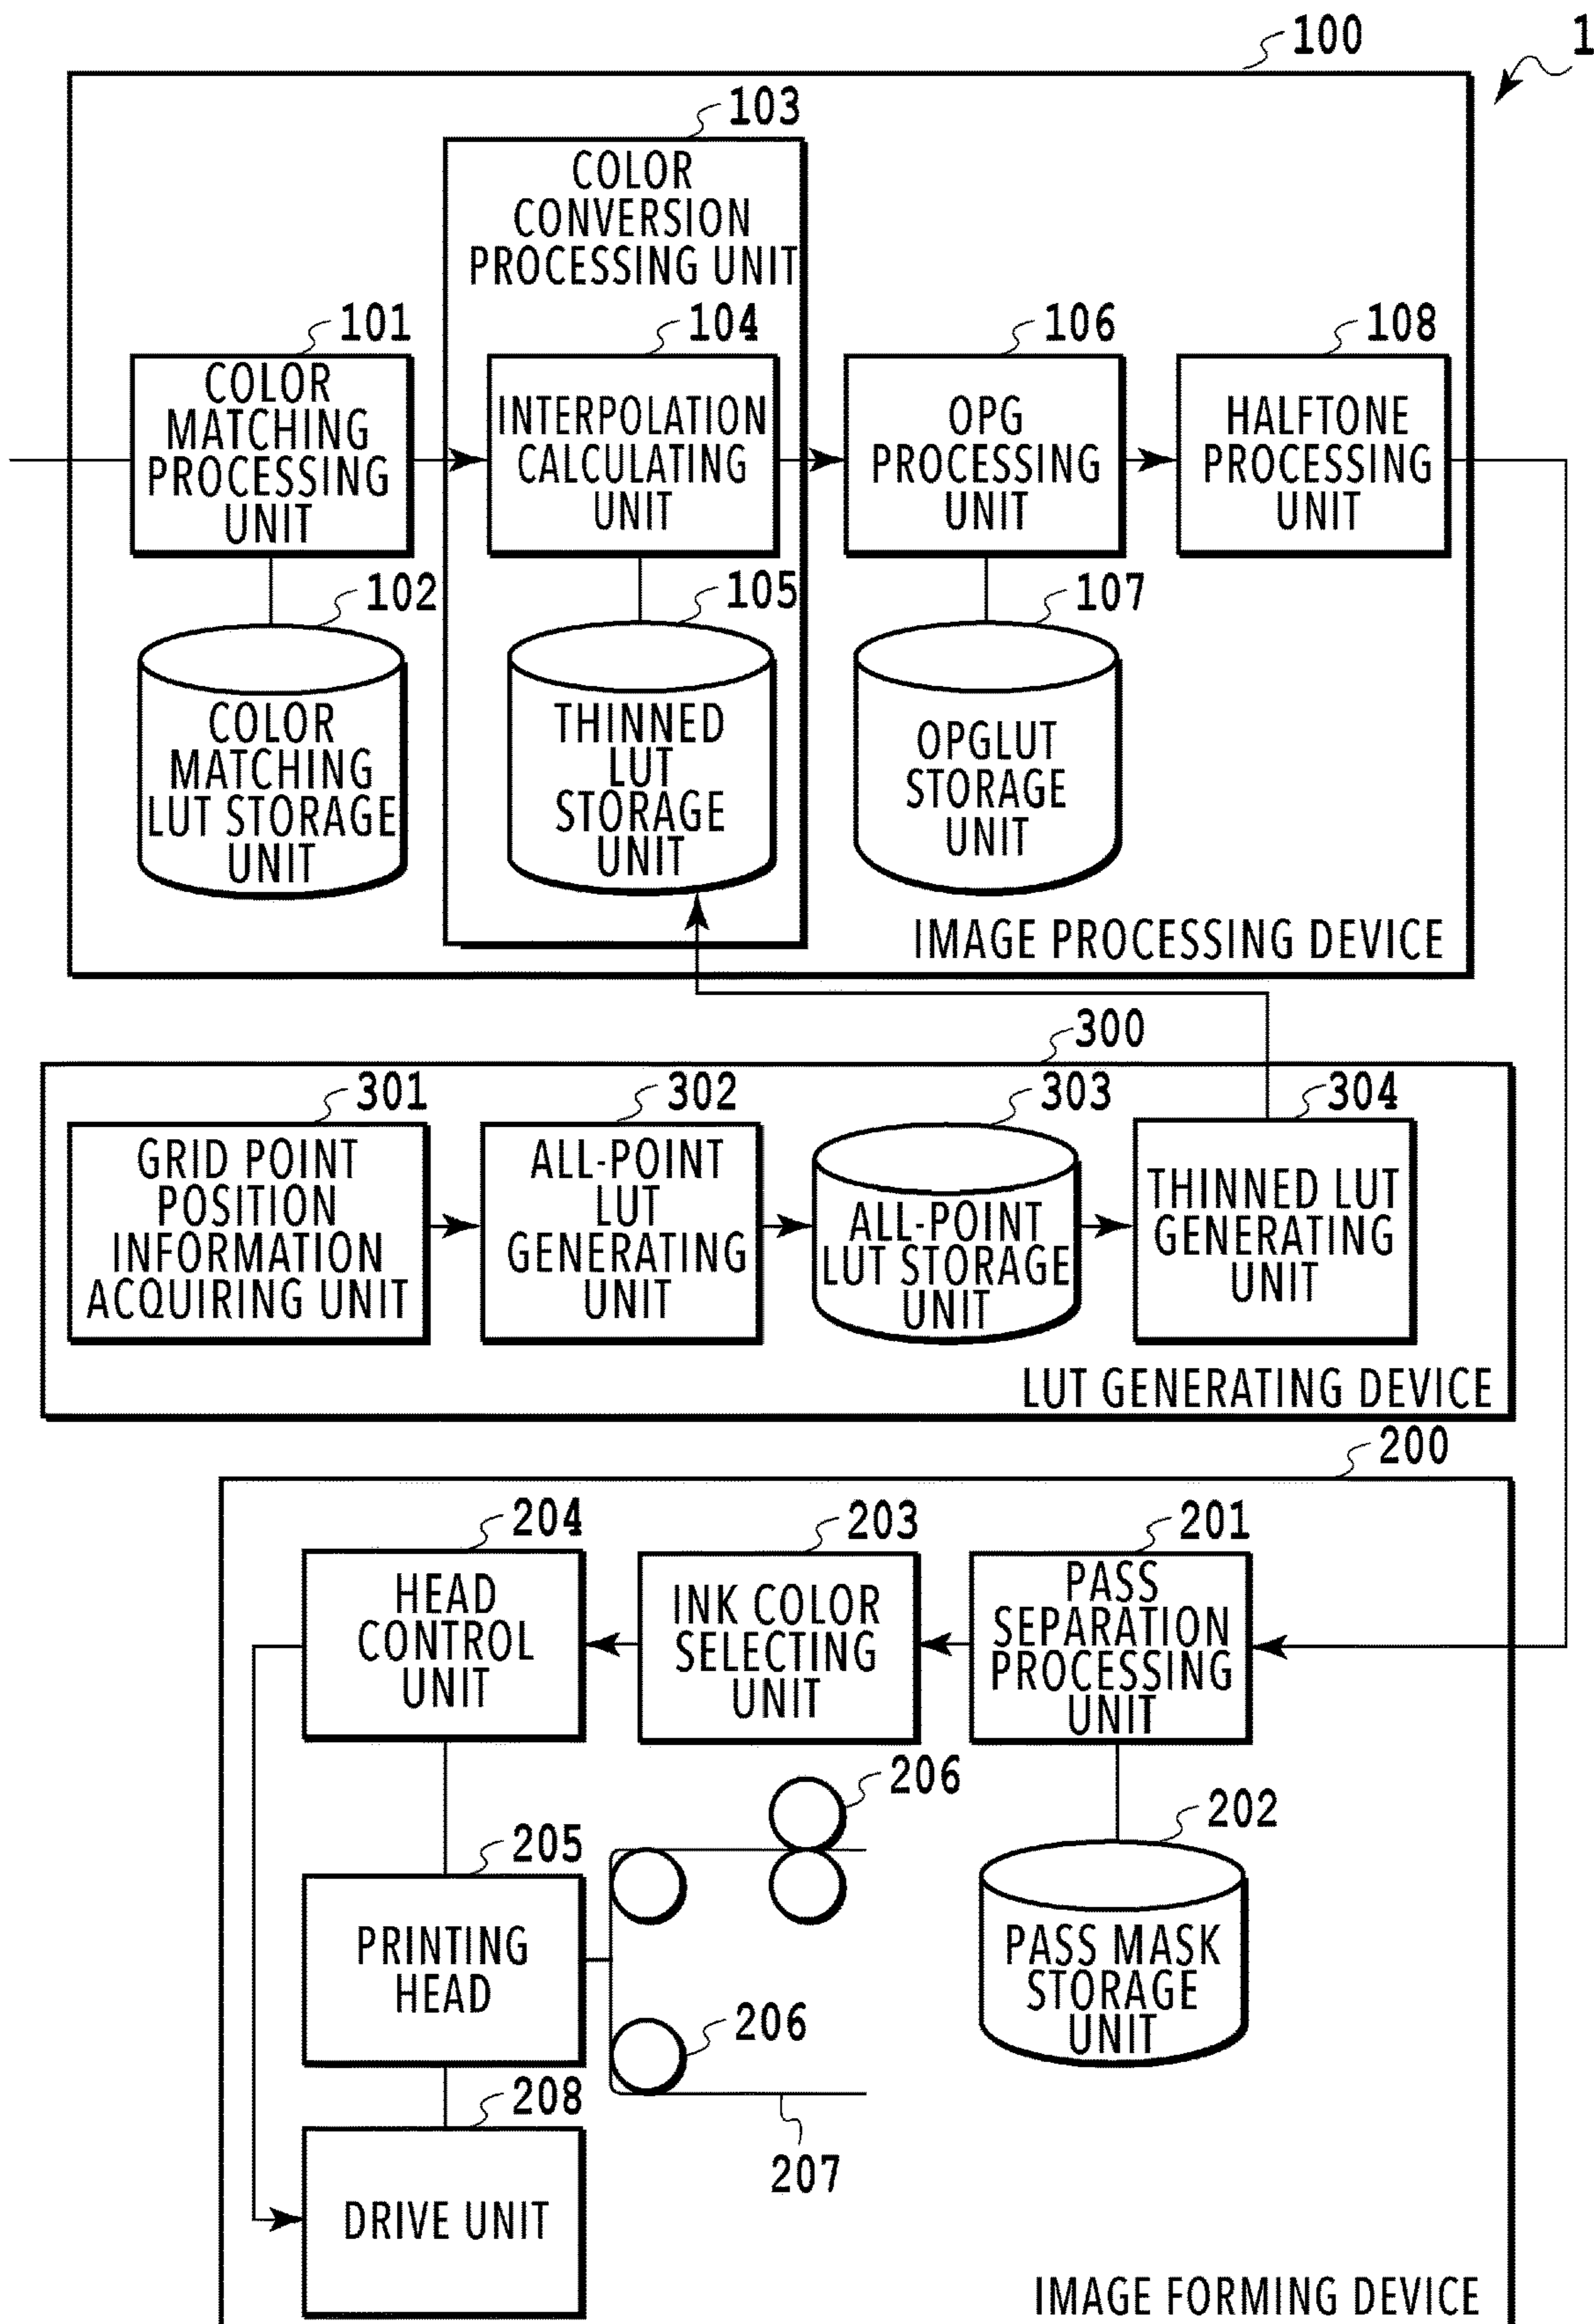 100
1
103
COLOR
CONVERSION
PROCESSING UNIT
101
COLOR
MATCHING
PROCESSING
UNIT
104
INTERPOLATION
CALCULATING
UNIT
106
OPG
PROCESSING
UNIT
108
HALFTONE
PROCESSING
UNIT
102
COLOR
MATCHING
LUT STORAGE
UNIT
105
THINNED
LUT
STORAGE
UNIT
107
OPGLUT
STORAGE
UNIT
IMAGE PROCESSING DEVICE
300
301
GRID POINT
POSITION
INFORMATION
ACQUIRING UNIT
302
ALL-POINT
LUT
GENERATING
UNIT
303
ALL-POINT
LUT STORAGE
UNIT
304
THINNED LUT
GENERATING
UNIT
LUT GENERATING DEVICE
200
204
HEAD
CONTROL
UNIT
203
INK COLOR
SELECTING
UNIT
201
PASS
SEPARATION
PROCESSING
UNIT
206
202
PASS MASK
STORAGE
UNIT
205
PRINTING
HEAD
206
207
208
DRIVE UNIT
IMAGE FORMING DEVICE